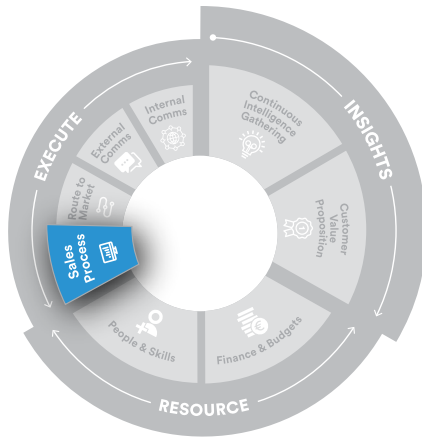 INSIGHTS
Continuous
Intelligence
Gathering
Customer
Value
Proposition
RESOURCE
Finance & Budgets
People & Skills
EXECUTE
Sales
Process
Route to
Market
External
Comms
Internal
Comms